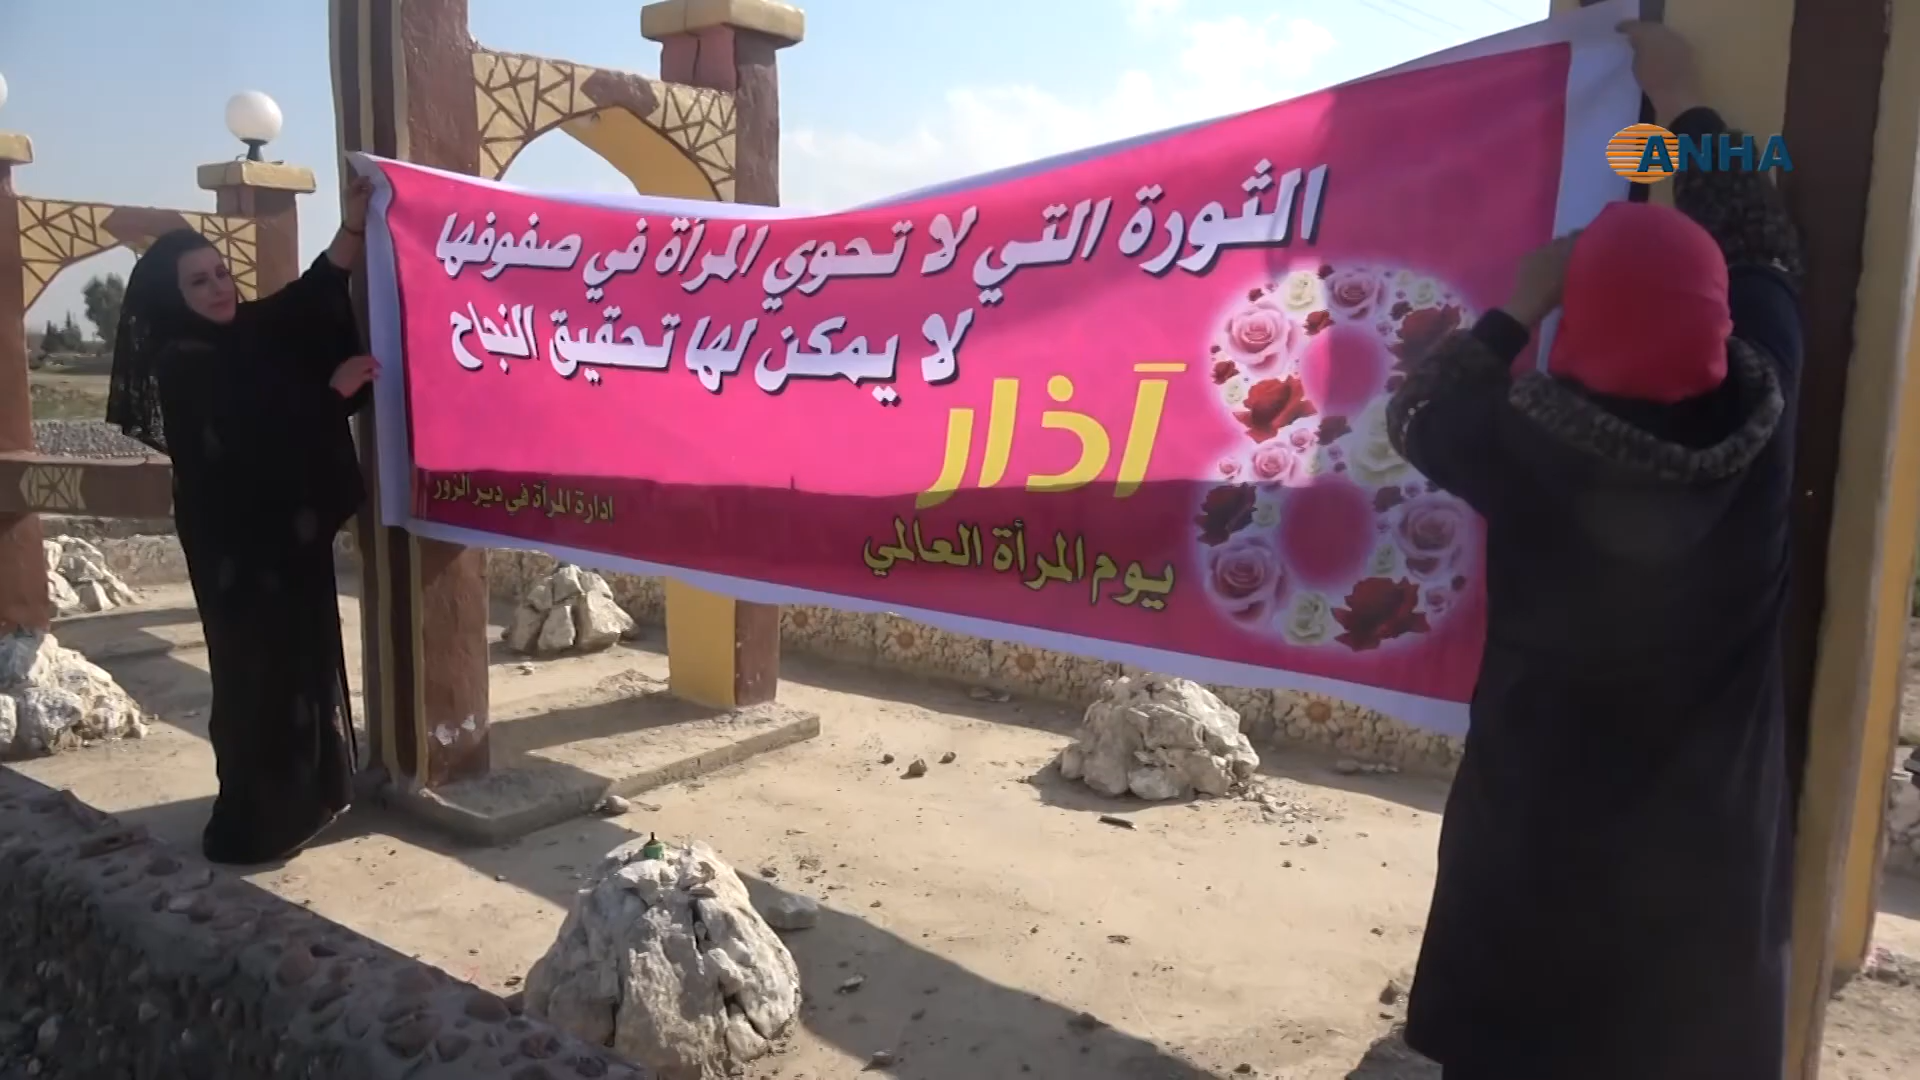 ANHA
الثورة التي لا تحوي المرأة في صفوفها
لا يمكن لها تحقيق النجاح
8 آذار
يوم المرأة العالمي
ادارة المرأة في دير الزور